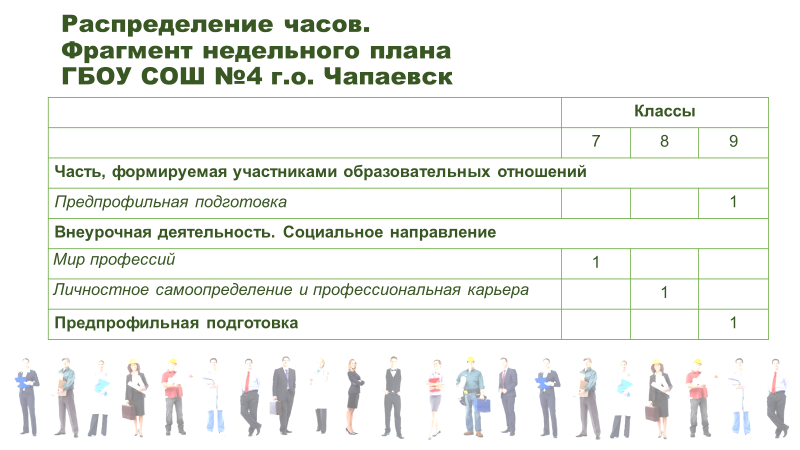 Распределение часов.
Фрагмент недельного плана
ГБОУ СОШ №4 г.о. Чапаевск
Классы
7 8 9
Часть, формируемая участниками образовательных отношений
Предпрофильная подготовка 1
Внеурочная деятельность. Социальное направление
Мир профессий 1
Личностное самоопределение и профессиональная карьера 1
Предпрофильная подготовка 1